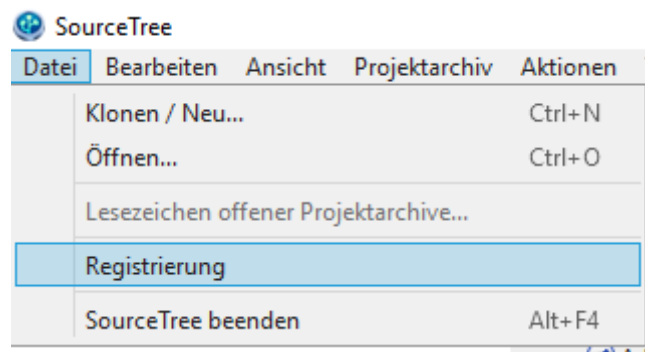 SourceTree
Datei Bearbeiten Ansicht Projektarchiv Aktionen
Klonen / Neu... Ctrl+N
Öffnen... Ctrl+O
Lesezeichen offener Projektarchive...
Registrierung
SourceTree beenden Alt+F4